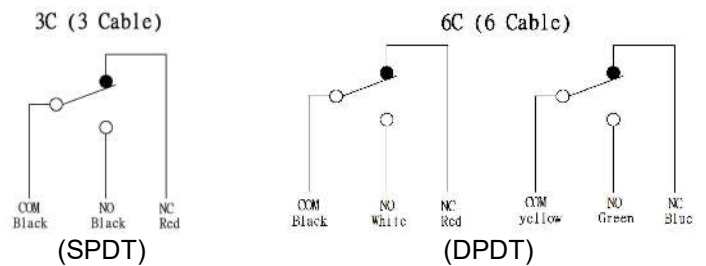 3C (3 Cable)
6C (6 Cable)
COM NO NC
Black Black Red
COM NO NC
Black White Red
COM NO NC
yellow Green Blue
(SPDT)
(DPDT)